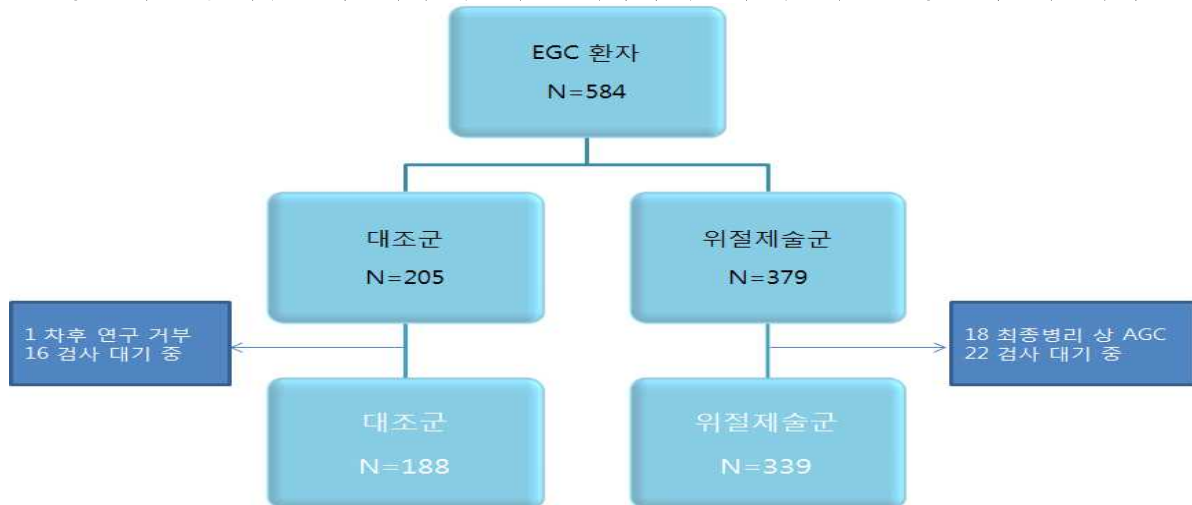 EGC 환자
N=584
대조군
N=205
위절제술군
N=379
1 차후 연구 거부
16 검사 대기 중
18 최종병리 상 AGC
22 검사 대기 중
대조군
N=188
위절제술군
N=339